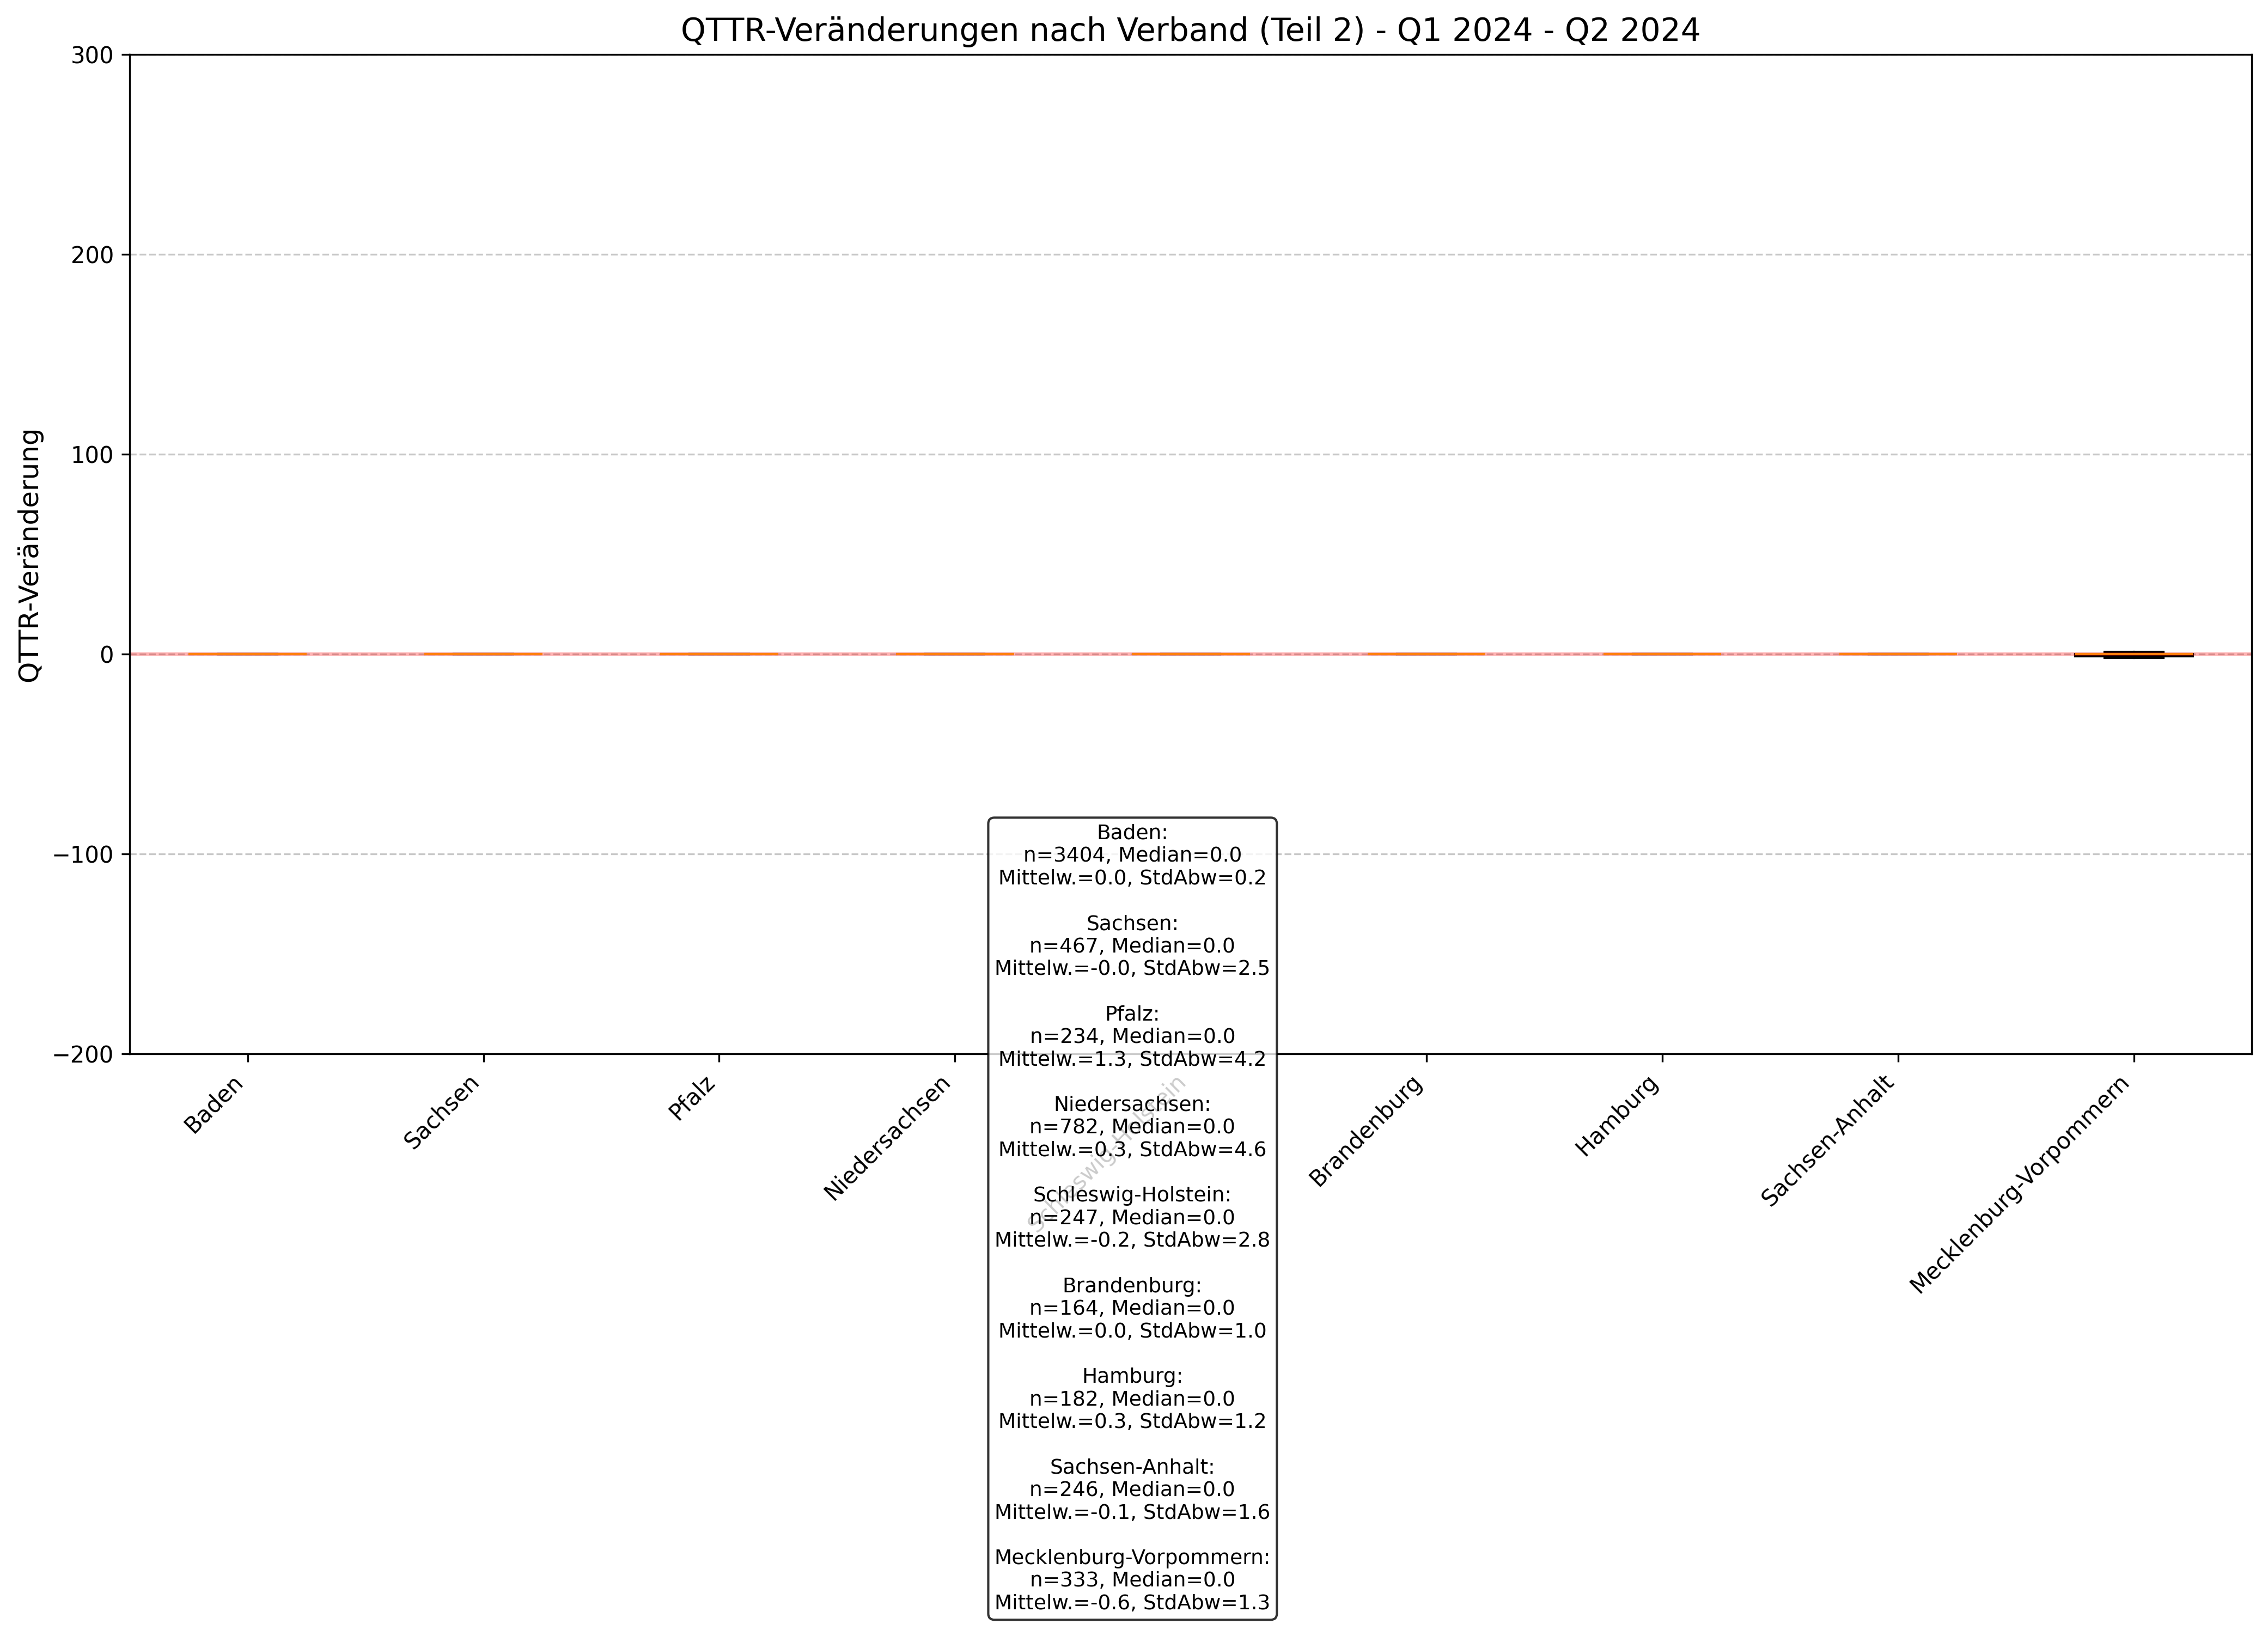 QTTR-Veränderungen nach Verband (Teil 2) - Q1 2024 - Q2 2024
QTTR-Veränderung
300
200
100
0
−100
−200
Baden
Sachsen
Pfalz
Niedersachsen
Schleswig-Holstein
Brandenburg
Hamburg
Sachsen-Anhalt
Mecklenburg-Vorpommern
Baden:
n=3404, Median=0.0
Mittelw.=0.0, StdAbw=0.2
Sachsen:
n=467, Median=0.0
Mittelw.=-0.0, StdAbw=2.5
Pfalz:
n=234, Median=0.0
Mittelw.=1.3, StdAbw=4.2
Niedersachsen:
n=782, Median=0.0
Mittelw.=0.3, StdAbw=4.6
Schleswig-Holstein:
n=247, Median=0.0
Mittelw.=-0.2, StdAbw=2.8
Brandenburg:
n=164, Median=0.0
Mittelw.=0.0, StdAbw=1.0
Hamburg:
n=182, Median=0.0
Mittelw.=0.3, StdAbw=1.2
Sachsen-Anhalt:
n=246, Median=0.0
Mittelw.=-0.1, StdAbw=1.6
Mecklenburg-Vorpommern:
n=333, Median=0.0
Mittelw.=-0.6, StdAbw=1.3